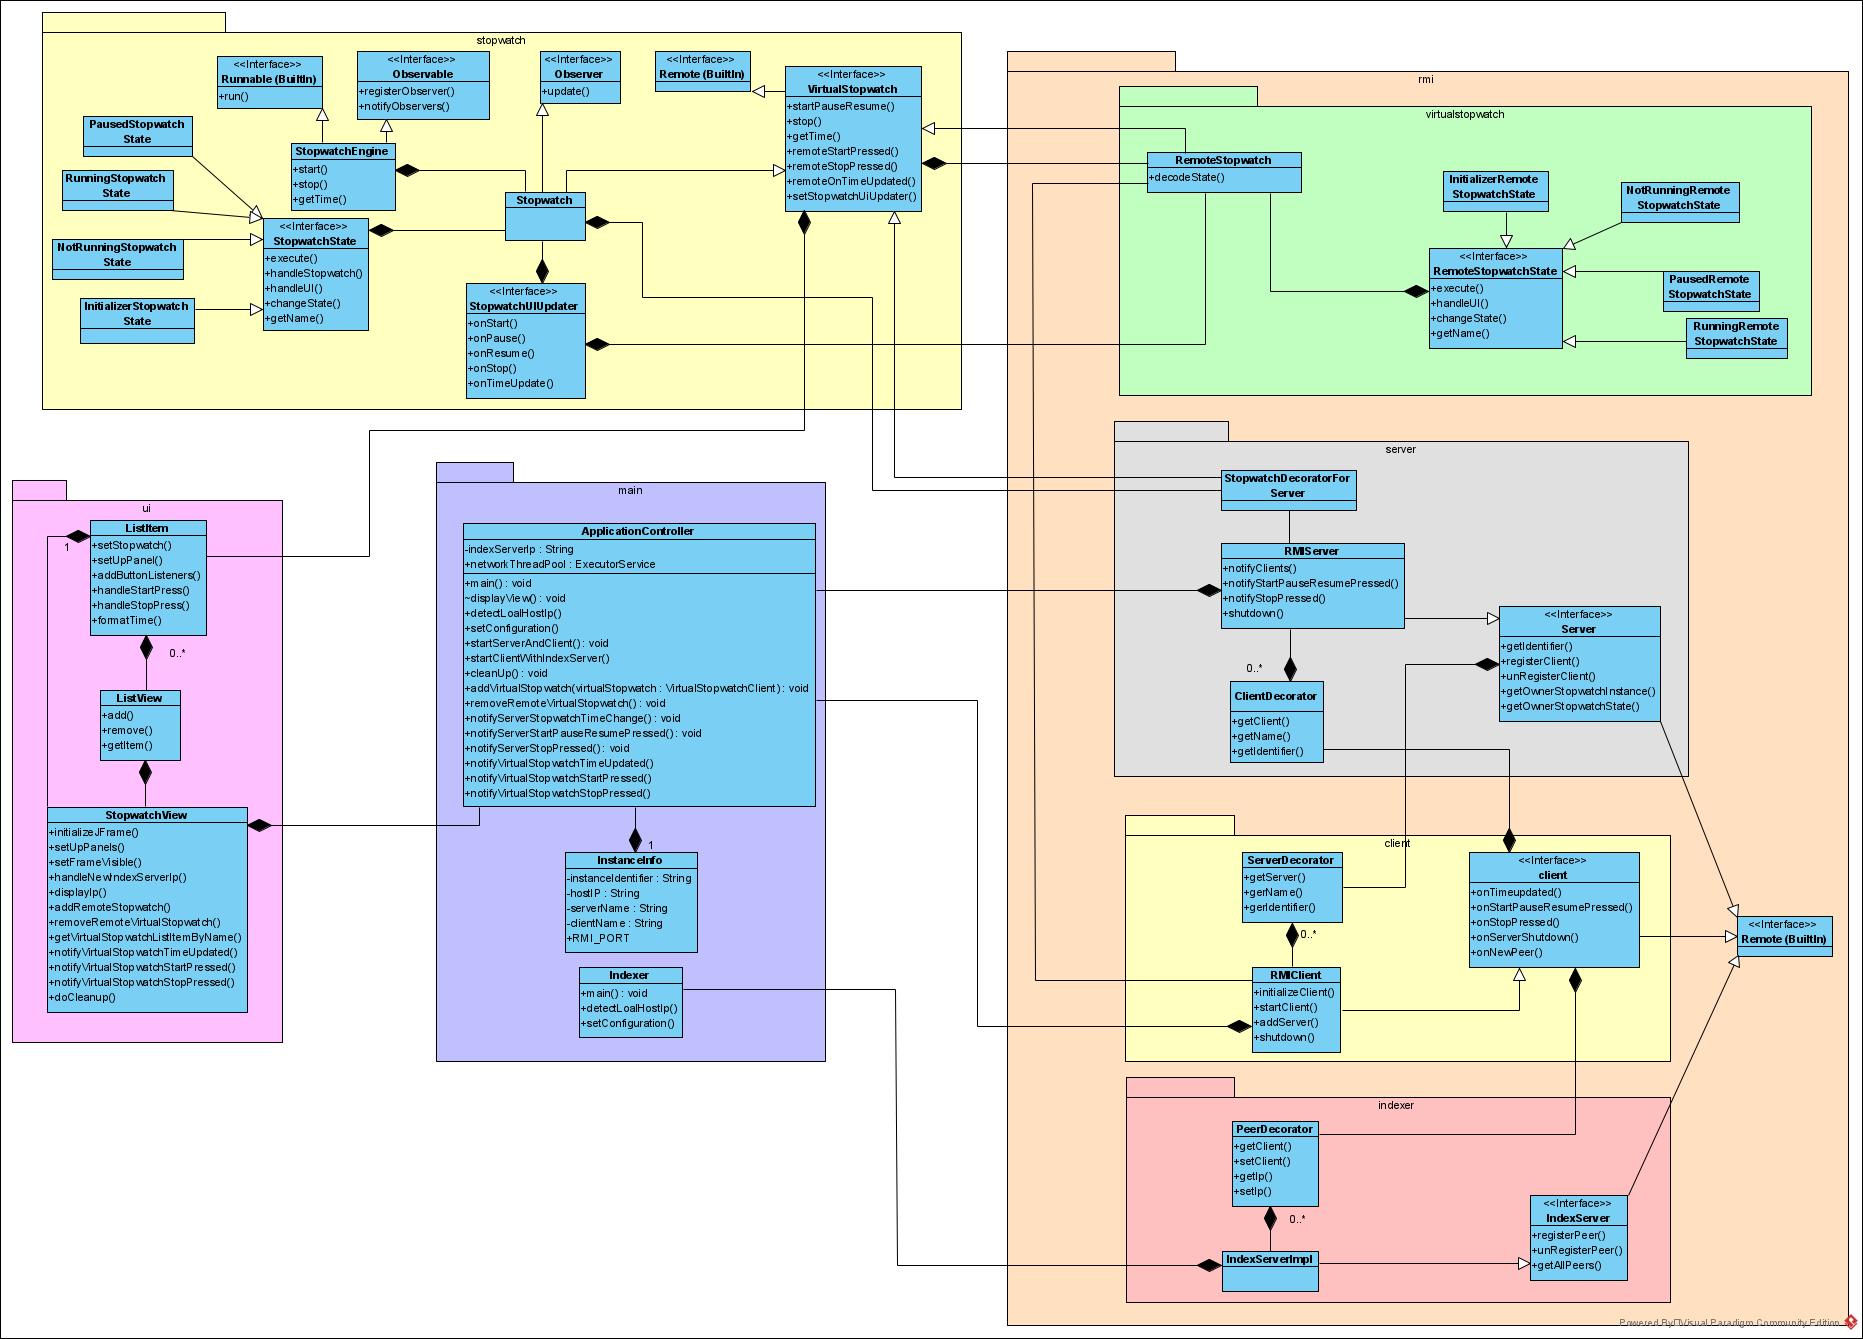 stopwatch
<<Interface>>
Runnable (BuiltIn)
+run()
<<Interface>>
Observable
+registerObserver()
+notifyObservers()
<<Interface>>
Observer
+update()
<<Interface>>
Remote (BuiltIn)
<<Interface>>
VirtualStopwatch
+startPauseResume()
+stop()
+getTime()
+remoteStartPressed()
+remoteStopPressed()
+remoteOnTimeUpdated()
+setStopwatchUiUpdater()
PausedStopwatch
State
RunningStopwatch
State
NotRunningStopwatch
State
InitializerStopwatch
State
StopwatchEngine
+start()
+stop()
+getTime()
<<Interface>>
StopwatchState
+execute()
+handleStopwatch()
+handleUI()
+changeState()
+getName()
Stopwatch
<<Interface>>
StopwatchUIUpdater
+onStart()
+onPause()
+onResume()
+onStop()
+onTimeUpdate()
rmi
virtualstopwatch
RemoteStopwatch
+decodeState()
InitializerRemote
StopwatchState
NotRunningRemote
StopwatchState
<<Interface>>
RemoteStopwatchState
+execute()
+handleUI()
+changeState()
+getName()
PausedRemote
StopwatchState
RunningRemote
StopwatchState
ui
ListItem
+setStopwatch()
+setUpPanel()
+addButtonListeners()
+handleStartPress()
+handleStopPress()
+formatTime()
1
0..*
ListView
+add()
+remove()
+getItem()
StopwatchView
+initializeJFrame()
+setUpPanels()
+setFrameVisible()
+handleNewIndexServerIp()
+displayIp()
+addRemoteStopwatch()
+removeRemoteVirtualStopwatch()
+getVirtualStopwatchListItemByName()
+notifyVirtualStopwatchTimeUpdated()
+notifyVirtualStopwatchStartPressed()
+notifyVirtualStopwatchStopPressed()
+doCleanup()
main
ApplicationController
-indexServerIp : String
+networkThreadPool : ExecutorService
+main() : void
~displayView() : void
+detectLoalHostIp()
+setConfiguration()
+startServerAndClient() : void
+startClientWithIndexServer()
+cleanUp() : void
+addVirtualStopwatch(virtualStopwatch : VirtualStopwatchClient) : void
+removeRemoteVirtualStopwatch() : void
+notifyServerStopwatchTimeChange() : void
+notifyServerStartPauseResumePressed() : void
+notifyServerStopPressed() : void
+notifyVirtualStopwatchTimeUpdated()
+notifyVirtualStopwatchStartPressed()
+notifyVirtualStopwatchStopPressed()
1
InstanceInfo
-instanceIdentifier : String
-hostIP : String
-serverName : String
-clientName : String
+RMI_PORT
Indexer
+main() : void
+detectLoalHostIp()
+setConfiguration()
server
StopwatchDecoratorFor
Server
RMIServer
+notifyClients()
+notifyStartPauseResumePressed()
+notifyStopPressed()
+shutdown()
<<Interface>>
Server
+getIdentifier()
+registerClient()
+unRegisterClient()
+getOwnerStopwatchInstance()
+getOwnerStopwatchState()
0..*
ClientDecorator
+getClient()
+getName()
+getIdentifier()
client
ServerDecorator
+getServer()
+gerName()
+gerIdentifier()
0..*
RMIClient
+initializeClient()
+startClient()
+addServer()
+shutdown()
<<Interface>>
client
+onTimeupdated()
+onStartPauseResumePressed()
+onStopPressed()
+onServerShutdown()
+onNewPeer()
<<Interface>>
Remote (BuiltIn)
indexer
PeerDecorator
+getClient()
+setClient()
+getIp()
+setIp()
0..*
IndexServerImpl
<<Interface>>
IndexServer
+registerPeer()
+unRegisterPeer()
+getAllPeers()
Powered By Visual Paradigm Community Edition